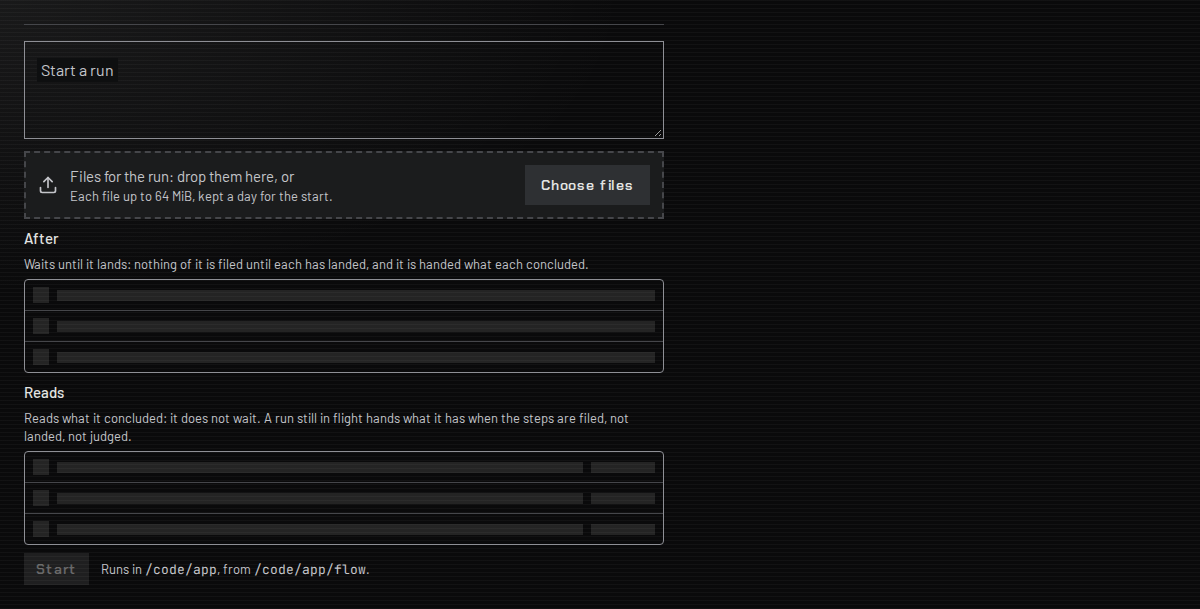 Start a run
Files for the run: drop them here, or
Each file up to 64 MiB, kept a day for the start.
Choose files
After
Waits until it lands: nothing of it is filed until each has landed, and it is handed what each concluded.
Reads
Reads what it concluded: it does not wait. A run still in flight hands what it has when the steps are filed, not
landed, not judged.
Start
Runs in /code/app, from /code/app/flow.